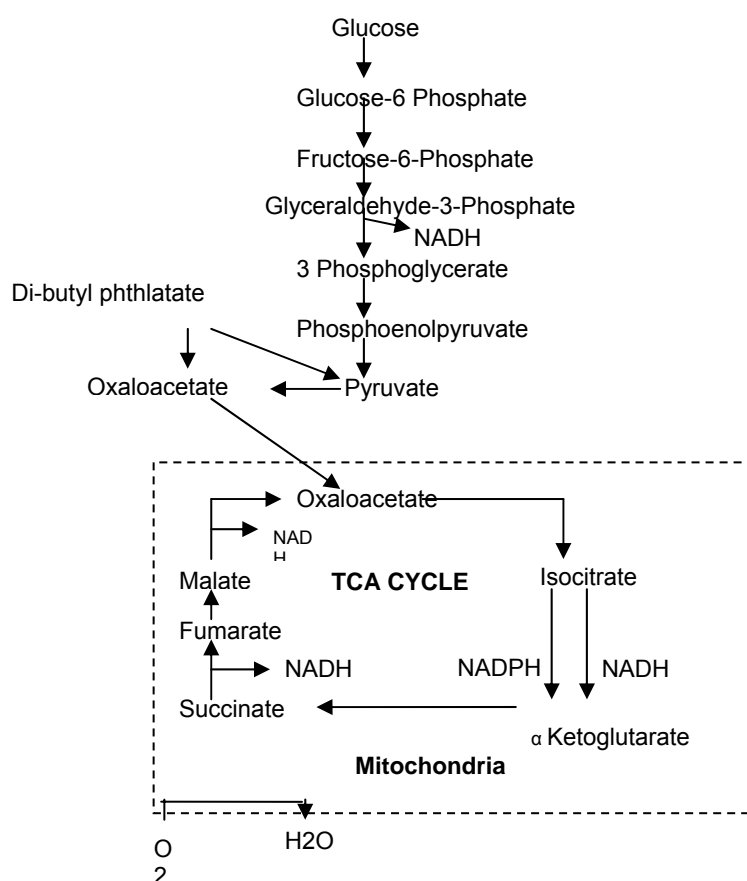 Glucose
Glucose-6 Phosphate
Fructose-6-Phosphate
Glyceraldehyde-3-Phosphate
NADH
3 Phosphoglycerate
Di-butyl phthlatate
Phosphoenolpyruvate
Oxaloacetate
Pyruvate
Oxaloacetate
NAD
H
Malate
TCA CYCLE
Isocitrate
Fumarate
NADH
NADPH
NADH
Succinate
α Ketoglutarate
Mitochondria
H2O
O
2